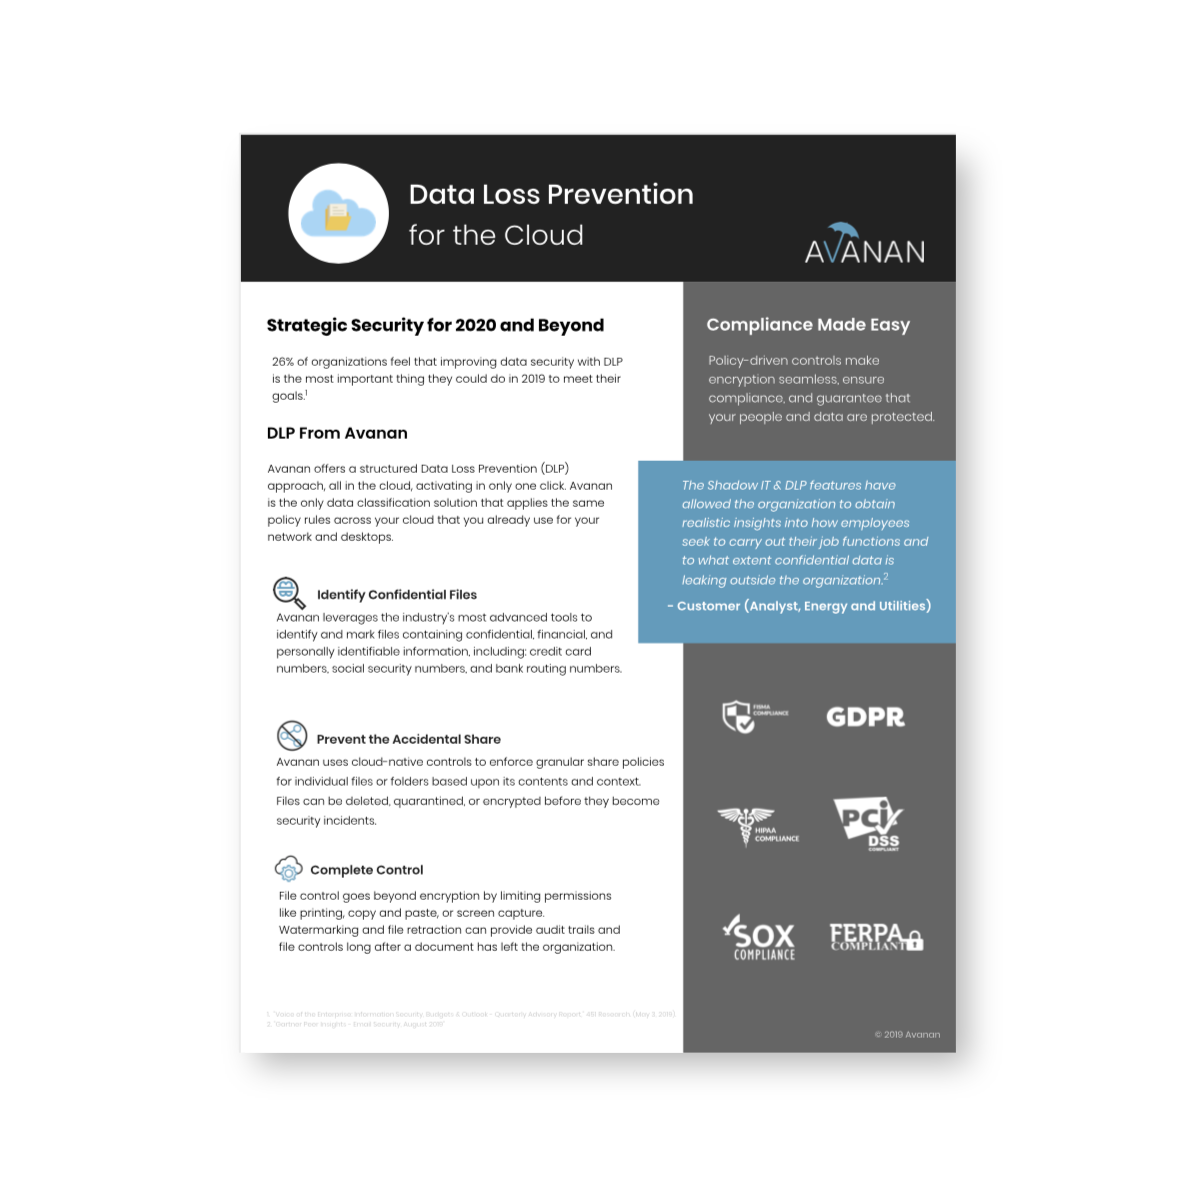 Data Loss Prevention
for the Cloud
AVANAN
Strategic Security for 2020 and Beyond
26% of organizations feel that improving data security with DLP
is the most important thing they could do in 2019 to meet their
goals.¹
DLP From Avanan
Avanan offers a structured Data Loss Prevention (DLP)
approach, all in the cloud, activating in only one click. Avanan
is the only data classification solution that applies the same
policy rules across your cloud that you already use for your
network and desktops.
Identify Confidential Files
Avanan leverages the industry's most advanced tools to
identify and mark files containing confidential, financial, and
personally identifiable information, including: credit card
numbers, social security numbers, and bank routing numbers.
Prevent the Accidental Share
Avanan uses cloud-native controls to enforce granular share policies
for individual files or folders based upon its contents and context.
Files can be deleted, quarantined, or encrypted before they become
security incidents.
Complete Control
File control goes beyond encryption by limiting permissions
like printing, copy and paste, or screen capture.
Watermarking and file retraction can provide audit trails and
file controls long after a document has left the organization.
1. "Voice of the Enterprise: Information Security, Budgets & Outlook - Quarterly Advisory Report," 451 Research. (May 3, 2019).
2. "Gartner Peer Insights - Email Security, August 2019"
Compliance Made Easy
Policy-driven controls make
encryption seamless, ensure
compliance, and guarantee that
your people and data are protected.
The Shadow IT & DLP features have
allowed the organization to obtain
realistic insights into how employees
seek to carry out their job functions and
to what extent confidential data is
leaking outside the organization.²
- Customer (Analyst, Energy and Utilities)
FISMA
COMPLIANCE
GDPR
HIPAA
COMPLIANCE
PCI
DSS
COMPLIANT
SOX
COMPLIANCE
FERPA
COMPLIANT
© 2019 Avanan